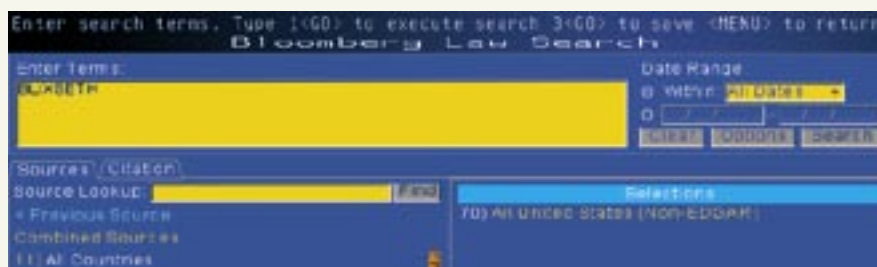 Enter search terms. Type 1<GO> to execute search 3<GO> to save <MENU> to return
Bloomberg Law Search
Enter Terms:
BLIXSETH
Date Range
Within All Dates
Clear Options Search
Sources Citation
Source Lookup: Find
< Previous Source
Combined Sources
11) All Countries
Selections
70) All United States (Non-EDGAR)